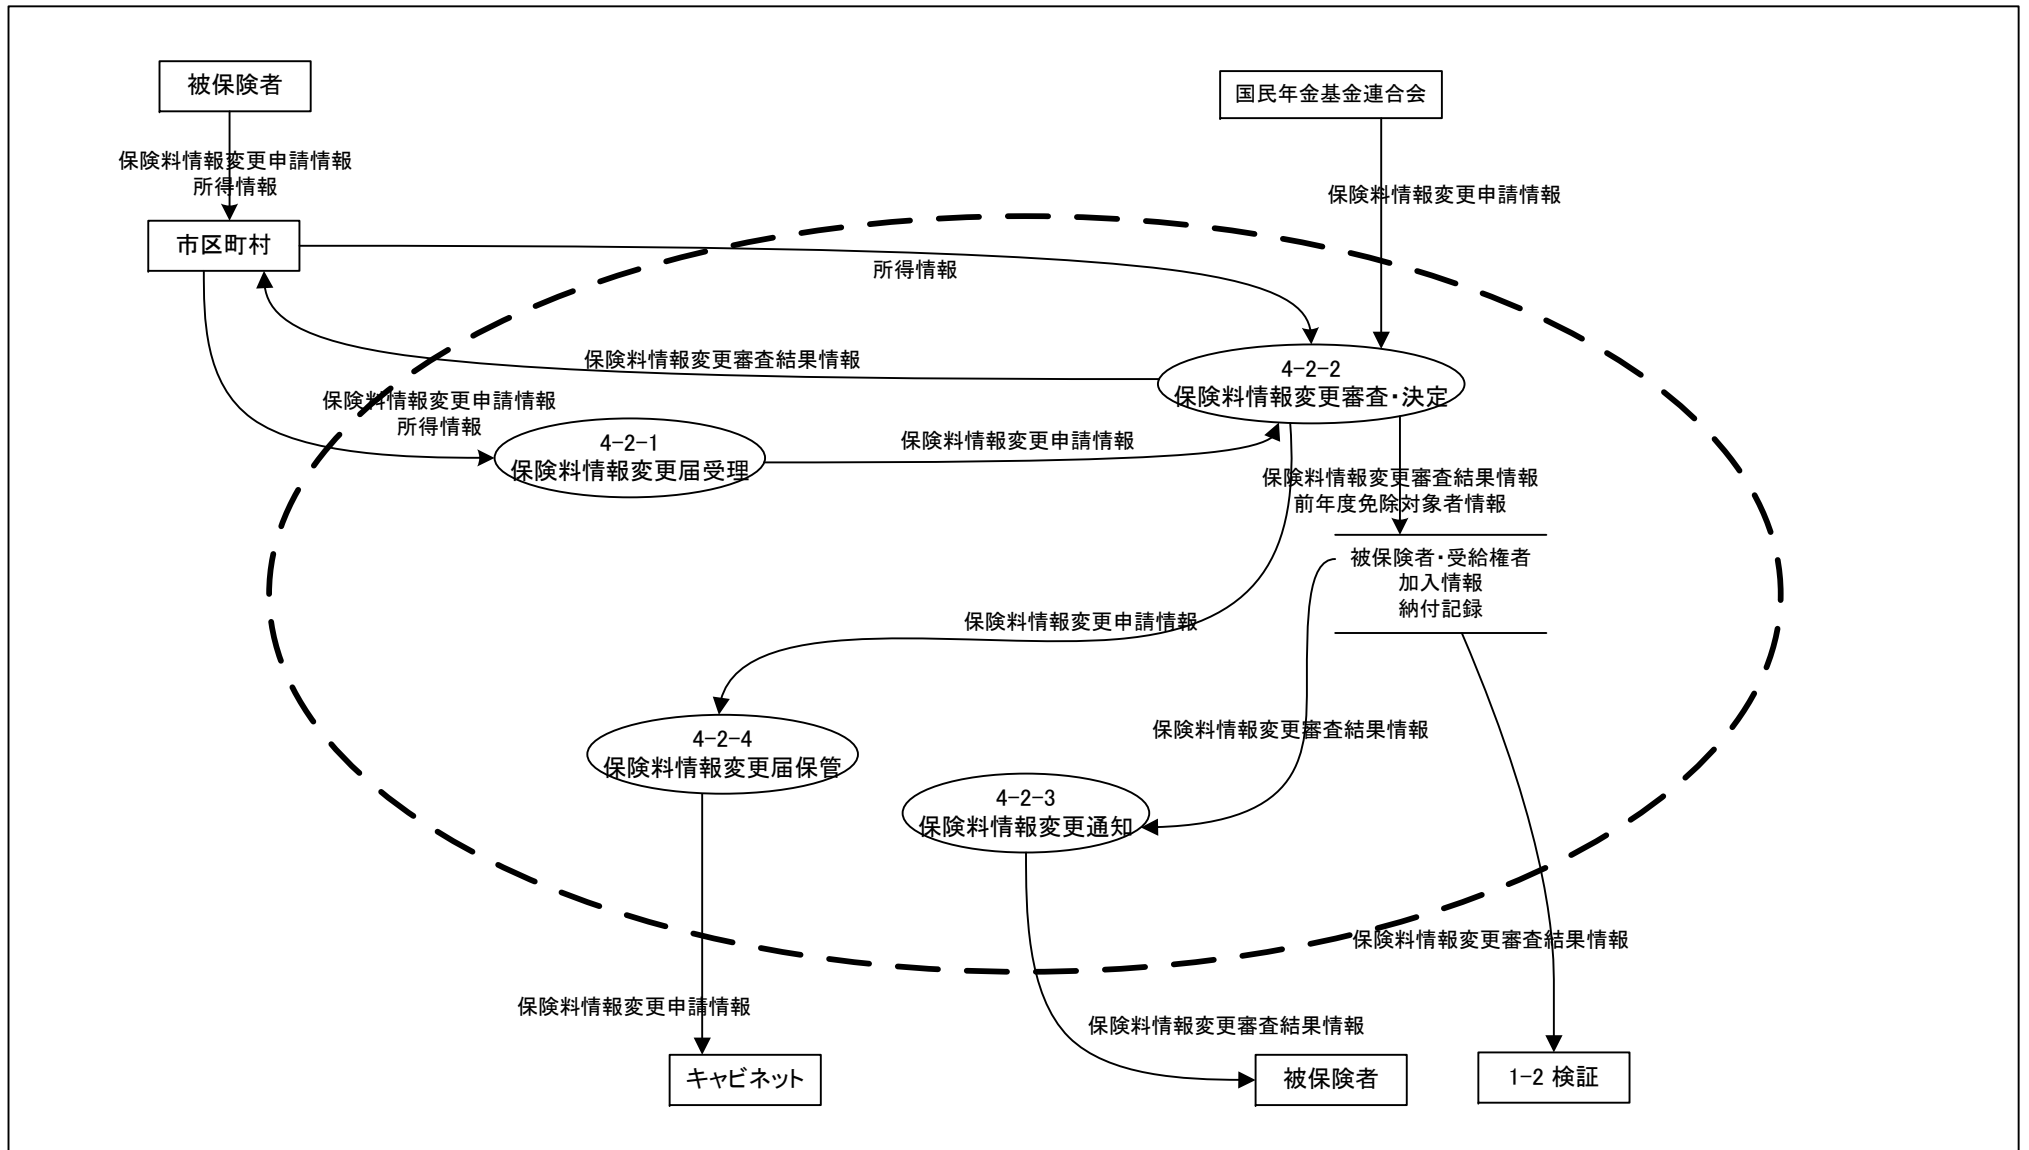 被保険者
国民年金基金連合会
保険料情報変更申請情報
所得情報
保険料情報変更申請情報
市区町村
所得情報
保険料情報変更審査結果情報
4-2-2
保険料情報変更審査・決定
保険料情報変更申請情報
所得情報
4-2-1
保険料情報変更届受理
保険料情報変更申請情報
保険料情報変更審査結果情報
前年度免除対象者情報
被保険者・受給権者
加入情報
納付記録
保険料情報変更申請情報
保険料情報変更審査結果情報
4-2-4
保険料情報変更届保管
4-2-3
保険料情報変更通知
保険料情報変更審査結果情報
保険料情報変更申請情報
保険料情報変更審査結果情報
キャビネット
被保険者
1-2 検証